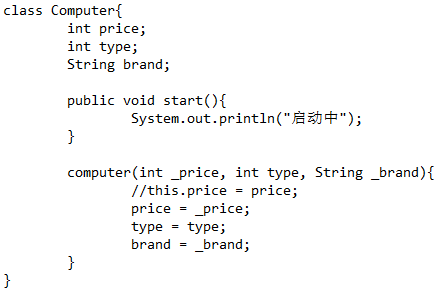 class Computer{
int price;
int type;
String brand;
public void start(){
System.out.println("启动中");
}
computer(int _price, int type, String _brand){
//this.price = price;
price = _price;
type = type;
brand = _brand;
}
}